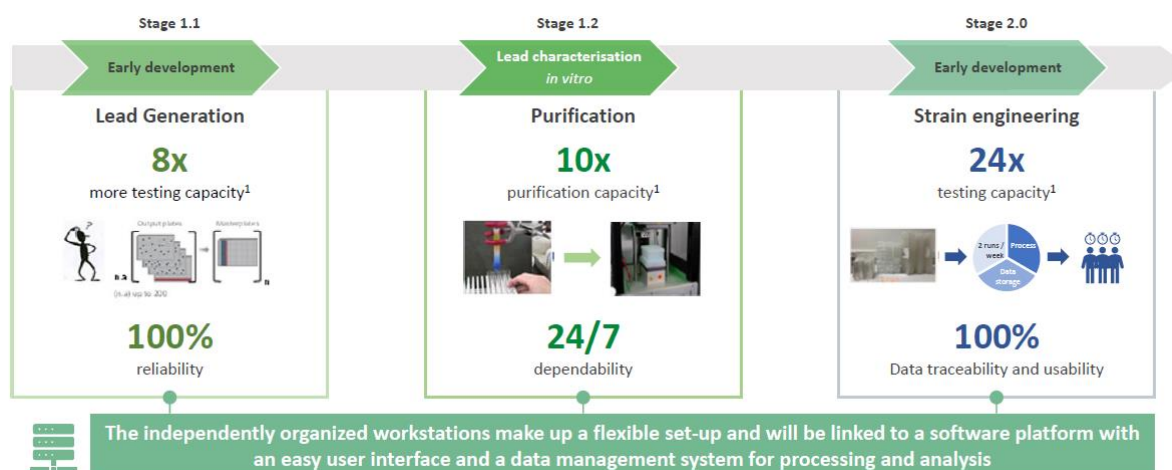 Stage 1.1
Stage 1.2
Stage 2.0
Early development
Lead characterisation
in vitro
Early development
Lead Generation
8x
more testing capacity¹
?
Output plates
Masterplates
n.a
n
(n.a) up to 200
100%
reliability
Purification
10x
purification capacity¹
24/7
dependability
Strain engineering
24x
testing capacity¹
2 runs /
week
Process
Data
storage
100%
Data traceability and usability
The independently organized workstations make up a flexible set-up and will be linked to a software platform with
an easy user interface and a data management system for processing and analysis